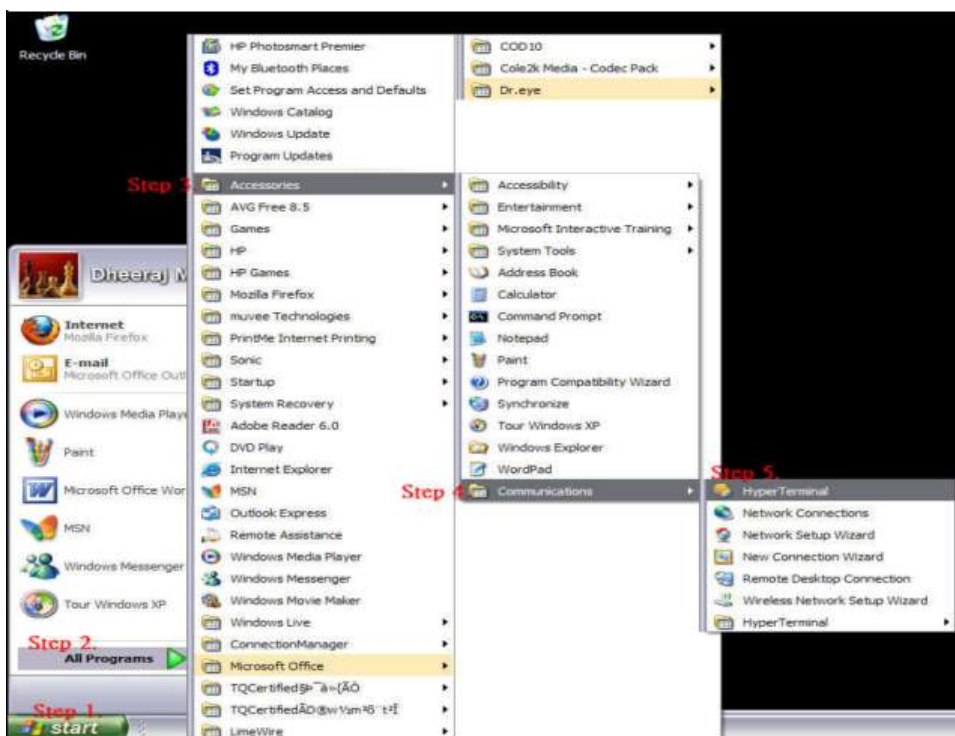 Recycle Bin
HP Photosmart Premier
My Bluetooth Places
Set Program Access and Defaults
Windows Catalog
Windows Update
Program Updates
COD10
Cole2k Media - Codec Pack
Dr.eye
Step 3.
Accessories
AVG Free 8.5
Games
HP
HP Games
Mozilla Firefox
muvee Technologies
PrintMe Internet Printing
Sonic
Startup
System Recovery
Adobe Reader 6.0
DVD Play
Internet Explorer
MSN
Outlook Express
Remote Assistance
Windows Media Player
Windows Messenger
Windows Movie Maker
Windows Live
ConnectionManager
Microsoft Office
LimeWire
Accessibility
Entertainment
Microsoft Interactive Training
System Tools
Address Book
Calculator
Command Prompt
Notepad
Paint
Program Compatibility Wizard
Synchronize
Tour Windows XP
Windows Explorer
WordPad
Step 4.
Communications
Step 5.
HyperTerminal
Network Connections
Network Setup Wizard
New Connection Wizard
Remote Desktop Connection
Wireless Network Setup Wizard
HyperTerminal
Dheeraj M
Internet
Mozilla Firefox
E-mail
Microsoft Office Outl
Windows Media Playe
Paint
Microsoft Office Wor
MSN
Windows Messenger
Tour Windows XP
Step 2.
All Programs
Step 1.
start